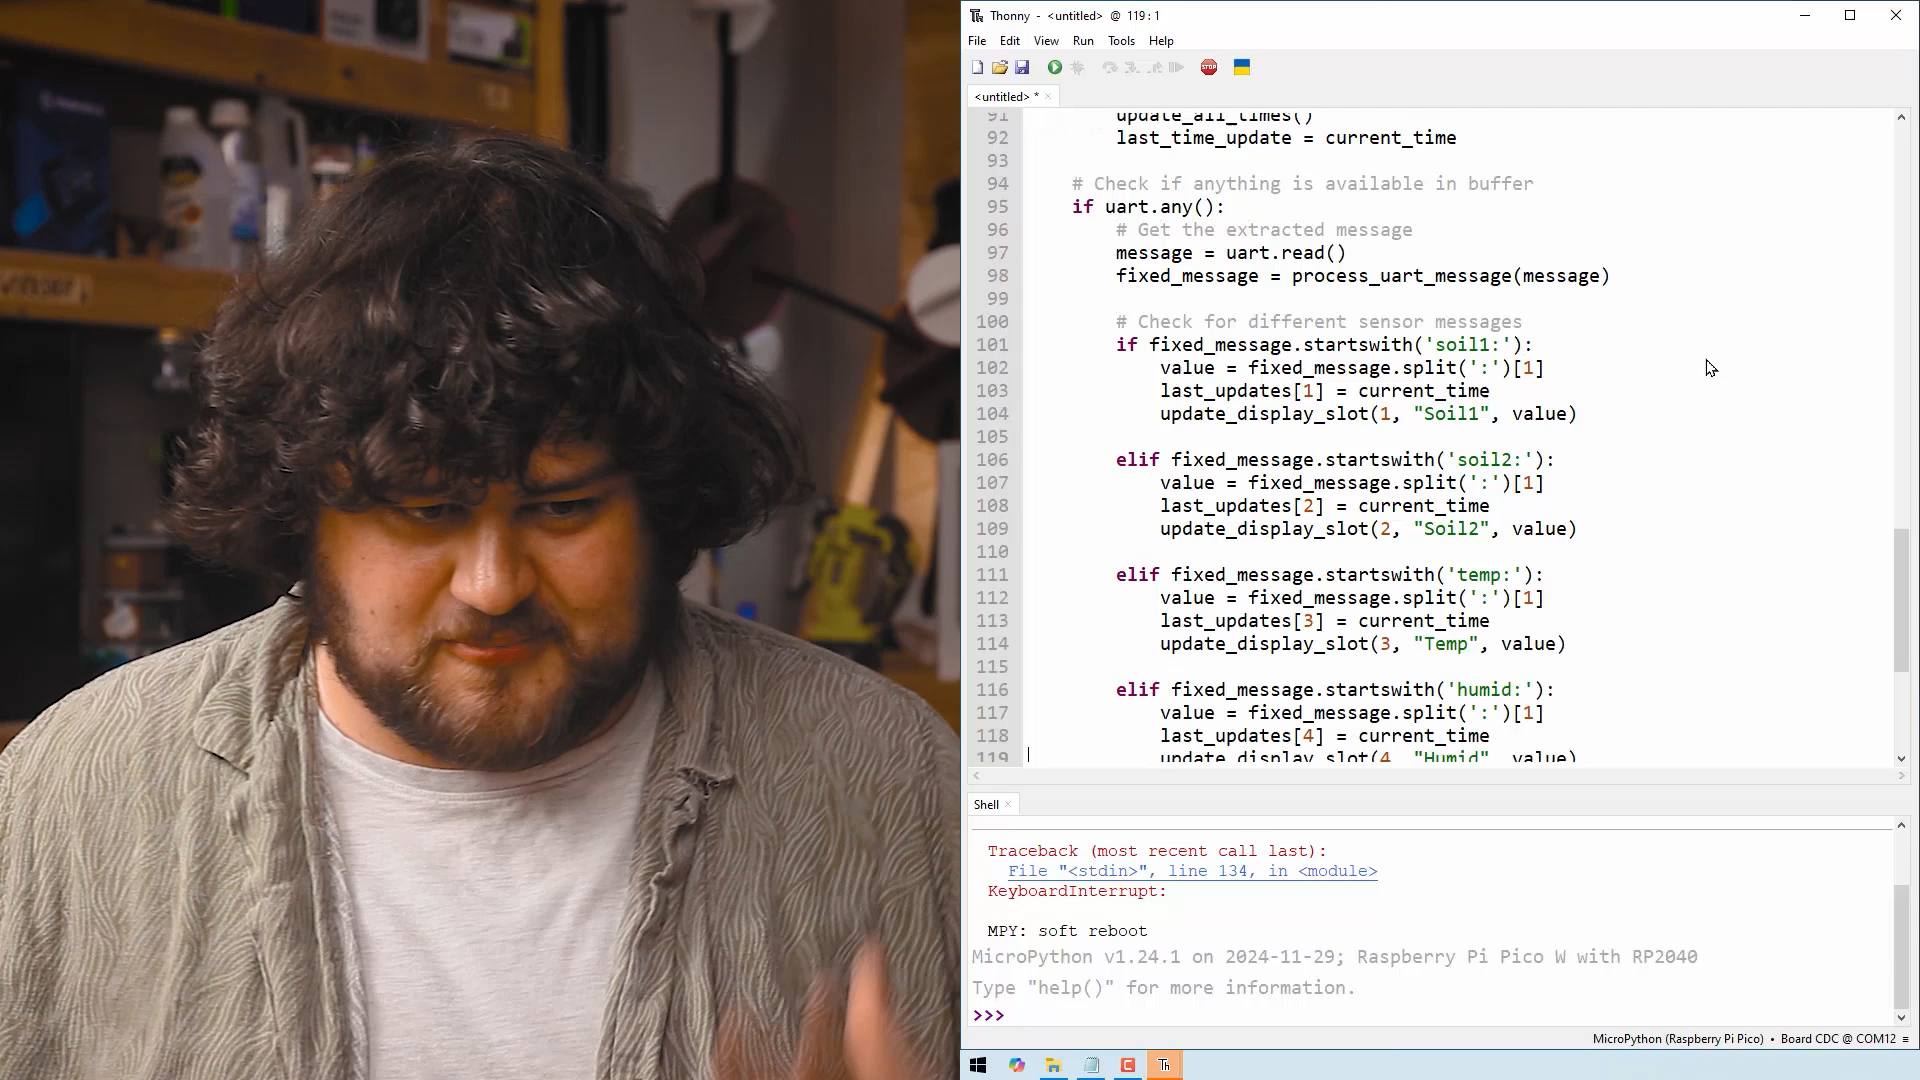 Thonny - <untitled> @ 119:1
File Edit View Run Tools Help
STOP
<untitled> *
91 update_all_times()
92 last_time_update = current_time
93
94 # Check if anything is available in buffer
95 if uart.any():
96 # Get the extracted message
97 message = uart.read()
98 fixed_message = process_uart_message(message)
99
100 # Check for different sensor messages
101 if fixed_message.startswith('soil1:'):
102 value = fixed_message.split(':')[1]
103 last_updates[1] = current_time
104 update_display_slot(1, "Soil1", value)
105
106 elif fixed_message.startswith('soil2:'):
107 value = fixed_message.split(':')[1]
108 last_updates[2] = current_time
109 update_display_slot(2, "Soil2", value)
110
111 elif fixed_message.startswith('temp:'):
112 value = fixed_message.split(':')[1]
113 last_updates[3] = current_time
114 update_display_slot(3, "Temp", value)
115
116 elif fixed_message.startswith('humid:'):
117 value = fixed_message.split(':')[1]
118 last_updates[4] = current_time
119 update_display_slot(4, "Humid", value)
Shell
Traceback (most recent call last):
File "<stdin>", line 134, in <module>
KeyboardInterrupt:
MPY: soft reboot
MicroPython v1.24.1 on 2024-11-29; Raspberry Pi Pico W with RP2040
Type "help()" for more information.
>>>
MicroPython (Raspberry Pi Pico) • Board CDC @ COM12 ≡